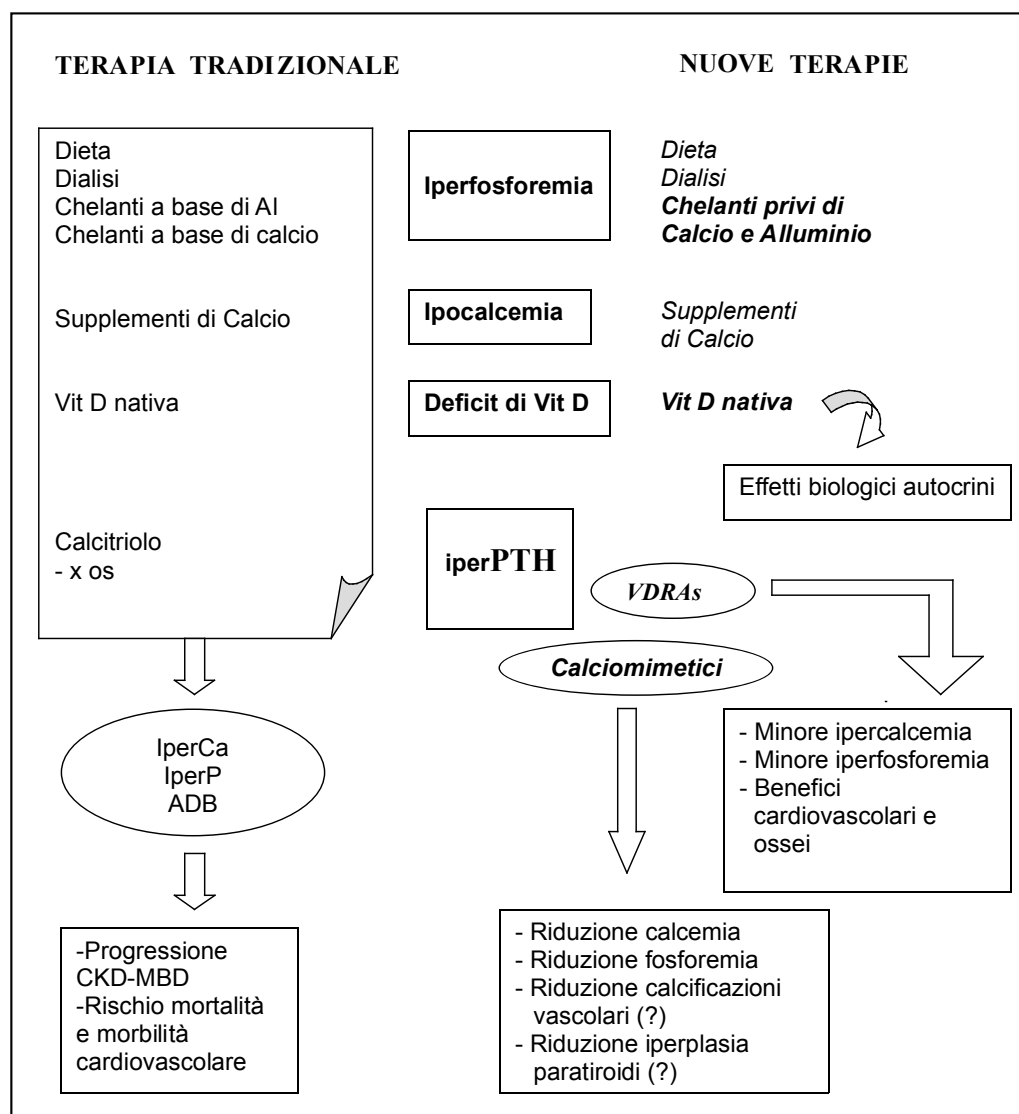 TERAPIA TRADIZIONALE
NUOVE TERAPIE
Dieta
Dialisi
Chelanti a base di Al
Chelanti a base di calcio
Supplementi di Calcio
Vit D nativa
Calcitriolo
- x os
Iperfosforemia
Ipocalcemia
Deficit di Vit D
iperPTH
Dieta
Dialisi
Chelanti privi di
Calcio e Alluminio
Supplementi
di Calcio
Vit D nativa
Effetti biologici autocrini
VDRAs
Calciomimetici
IperCa
IperP
ADB
-Progressione
CKD-MBD
-Rischio mortalità
e morbilità
cardiovascolare
- Riduzione calcemia
- Riduzione fosforemia
- Riduzione calcificazioni
vascolari (?)
- Riduzione iperplasia
paratiroidi (?)
- Minore ipercalcemia
- Minore iperfosforemia
- Benefici
cardiovascolari e
ossei